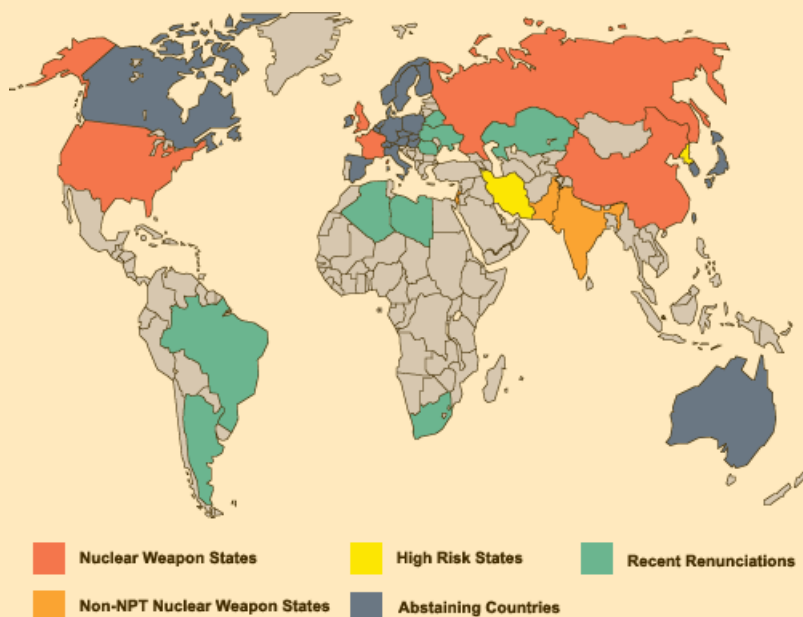 Nuclear Weapon States
High Risk States
Recent Renunciations
Non-NPT Nuclear Weapon States
Abstaining Countries